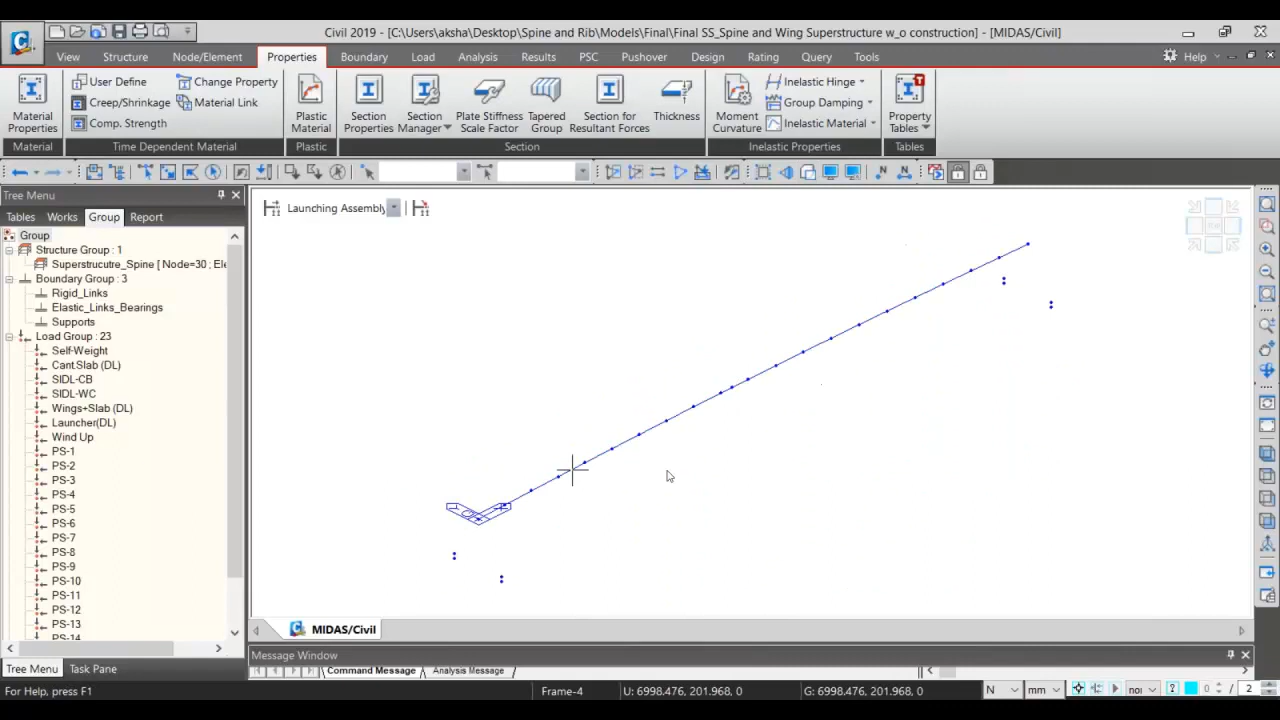 Civil 2019 - [C:\Users\aksha\Desktop\Spine and Rib\Models\Final\Final SS_Spine and Wing Superstructure w_o construction] - [MIDAS/Civil]
View Structure Node/Element Properties Boundary Load Analysis Results PSC Pushover Design Rating Query Tools Help
Material Properties
User Define
Creep/Shrinkage
Comp. Strength
Change Property
Material Link
Plastic Material
Section Properties
Section Manager
Plate Stiffness Scale Factor
Tapered Group
Section for Resultant Forces
Thickness
Moment Curvature
Inelastic Hinge
Group Damping
Inelastic Material
Property Tables
Material Time Dependent Material Plastic Section Inelastic Properties Tables
Tree Menu
Tables Works Group Report
Launching Assembly
Group
Structure Group : 1
Superstrucutre_Spine [ Node=30 ; Ele
Boundary Group : 3
Rigid_Links
Elastic_Links_Bearings
Supports
Load Group : 23
Self-Weight
Cant.Slab (DL)
SIDL-CB
SIDL-WC
Wings+Slab (DL)
Launcher(DL)
Wind Up
PS-1
PS-2
PS-3
PS-4
PS-5
PS-6
PS-7
PS-8
PS-9
PS-10
PS-11
PS-12
PS-13
PS-14
MIDAS/Civil
Message Window
Tree Menu Task Pane
Command Message Analysis Message
For Help, press F1 Frame-4 U: 6998.476, 201.968, 0 G: 6998.476, 201.968, 0 N mm nor 0 / 2